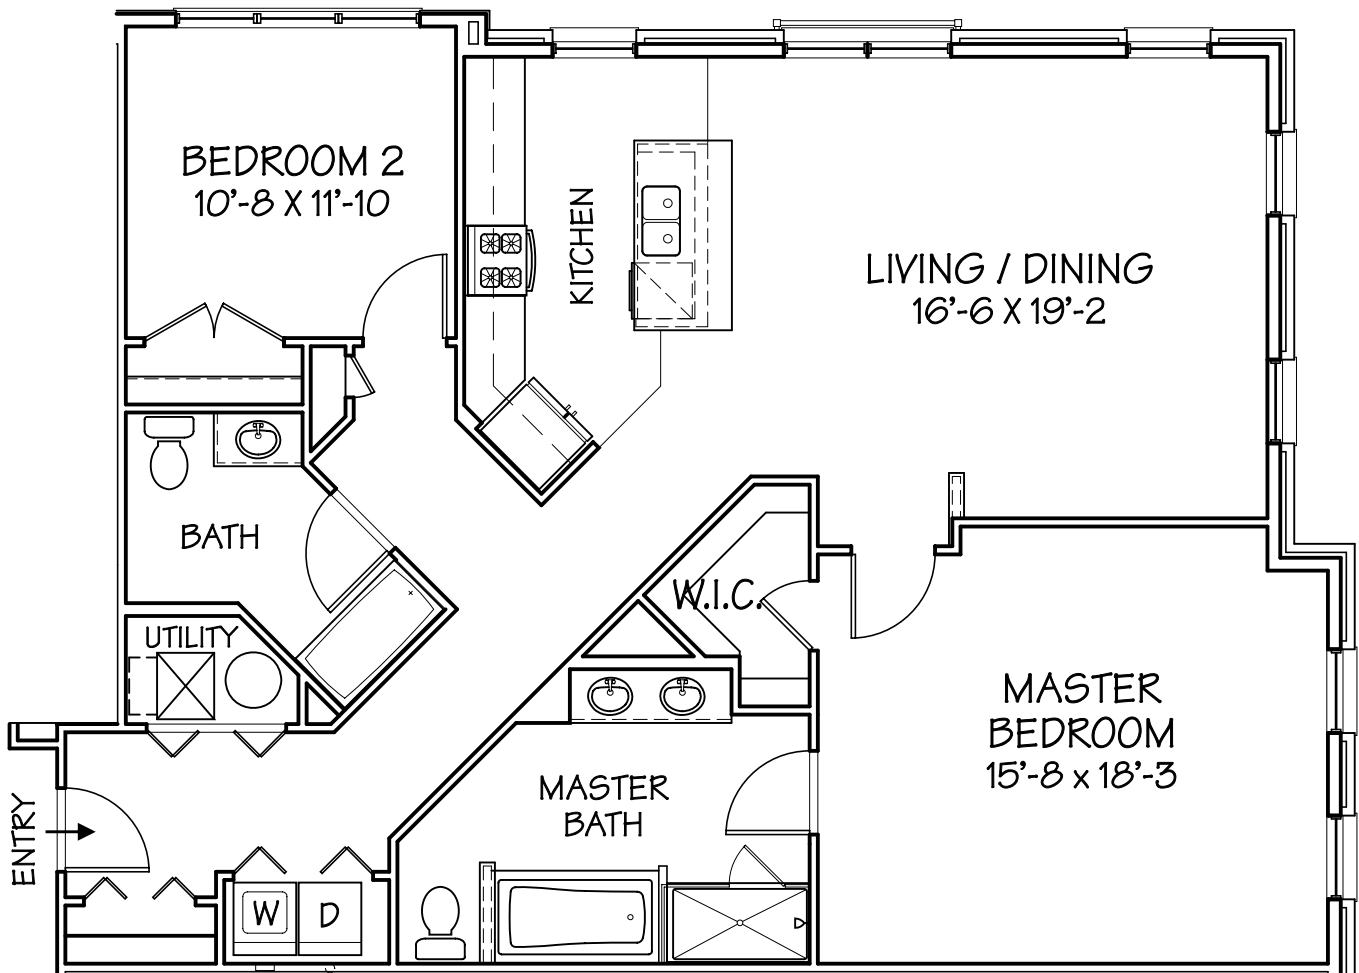 BEDROOM 2
10'-8 X 11'-10
KITCHEN
LIVING / DINING
16'-6 X 19'-2
BATH
W.I.C.
UTILITY
MASTER
BEDROOM
15'-8 x 18'-3
MASTER
BATH
ENTRY
W
D